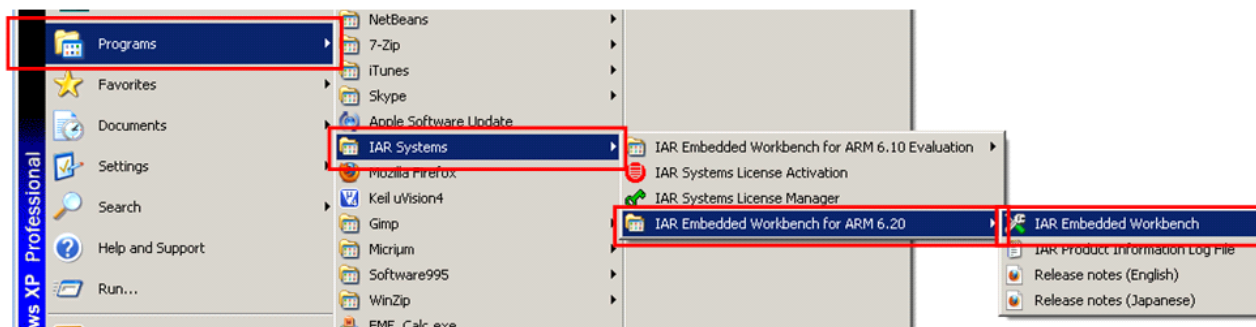 Programs
Favorites
Documents
Settings
Search
Help and Support
Run...
ws XP Professional
NetBeans
7-Zip
iTunes
Skype
Apple Software Update
IAR Systems
Mozilla Firefox
Keil uVision4
Gimp
Micrium
Software995
WinZip
EME_Calc.exe
IAR Embedded Workbench for ARM 6.10 Evaluation
IAR Systems License Activation
IAR Systems License Manager
IAR Embedded Workbench for ARM 6.20
IAR Embedded Workbench
IAR Product Information Log File
Release notes (English)
Release notes (Japanese)